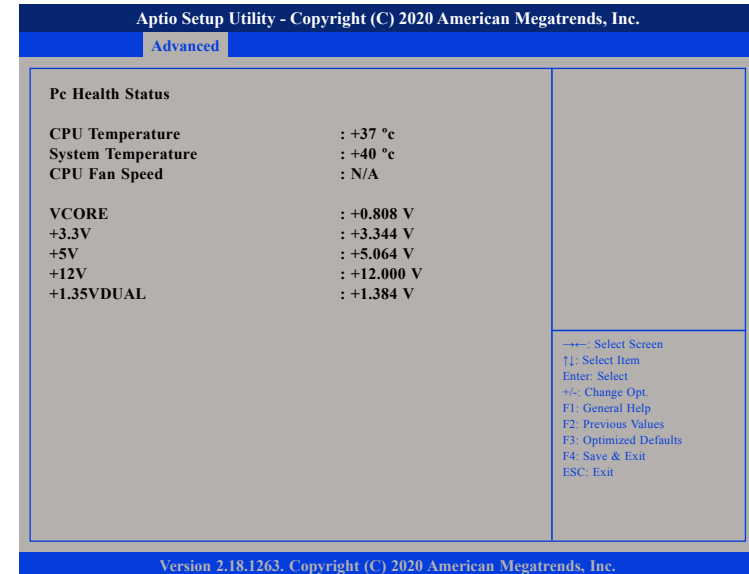 Aptio Setup Utility - Copyright (C) 2020 American Megatrends, Inc.
Advanced
Pc Health Status
CPU Temperature : +37 °c
System Temperature : +40 °c
CPU Fan Speed : N/A
VCORE : +0.808 V
+3.3V : +3.344 V
+5V : +5.064 V
+12V : +12.000 V
+1.35VDUAL : +1.384 V
→←: Select Screen
↑↓: Select Item
Enter: Select
+/-: Change Opt.
F1: General Help
F2: Previous Values
F3: Optimized Defaults
F4: Save & Exit
ESC: Exit
Version 2.18.1263. Copyright (C) 2020 American Megatrends, Inc.